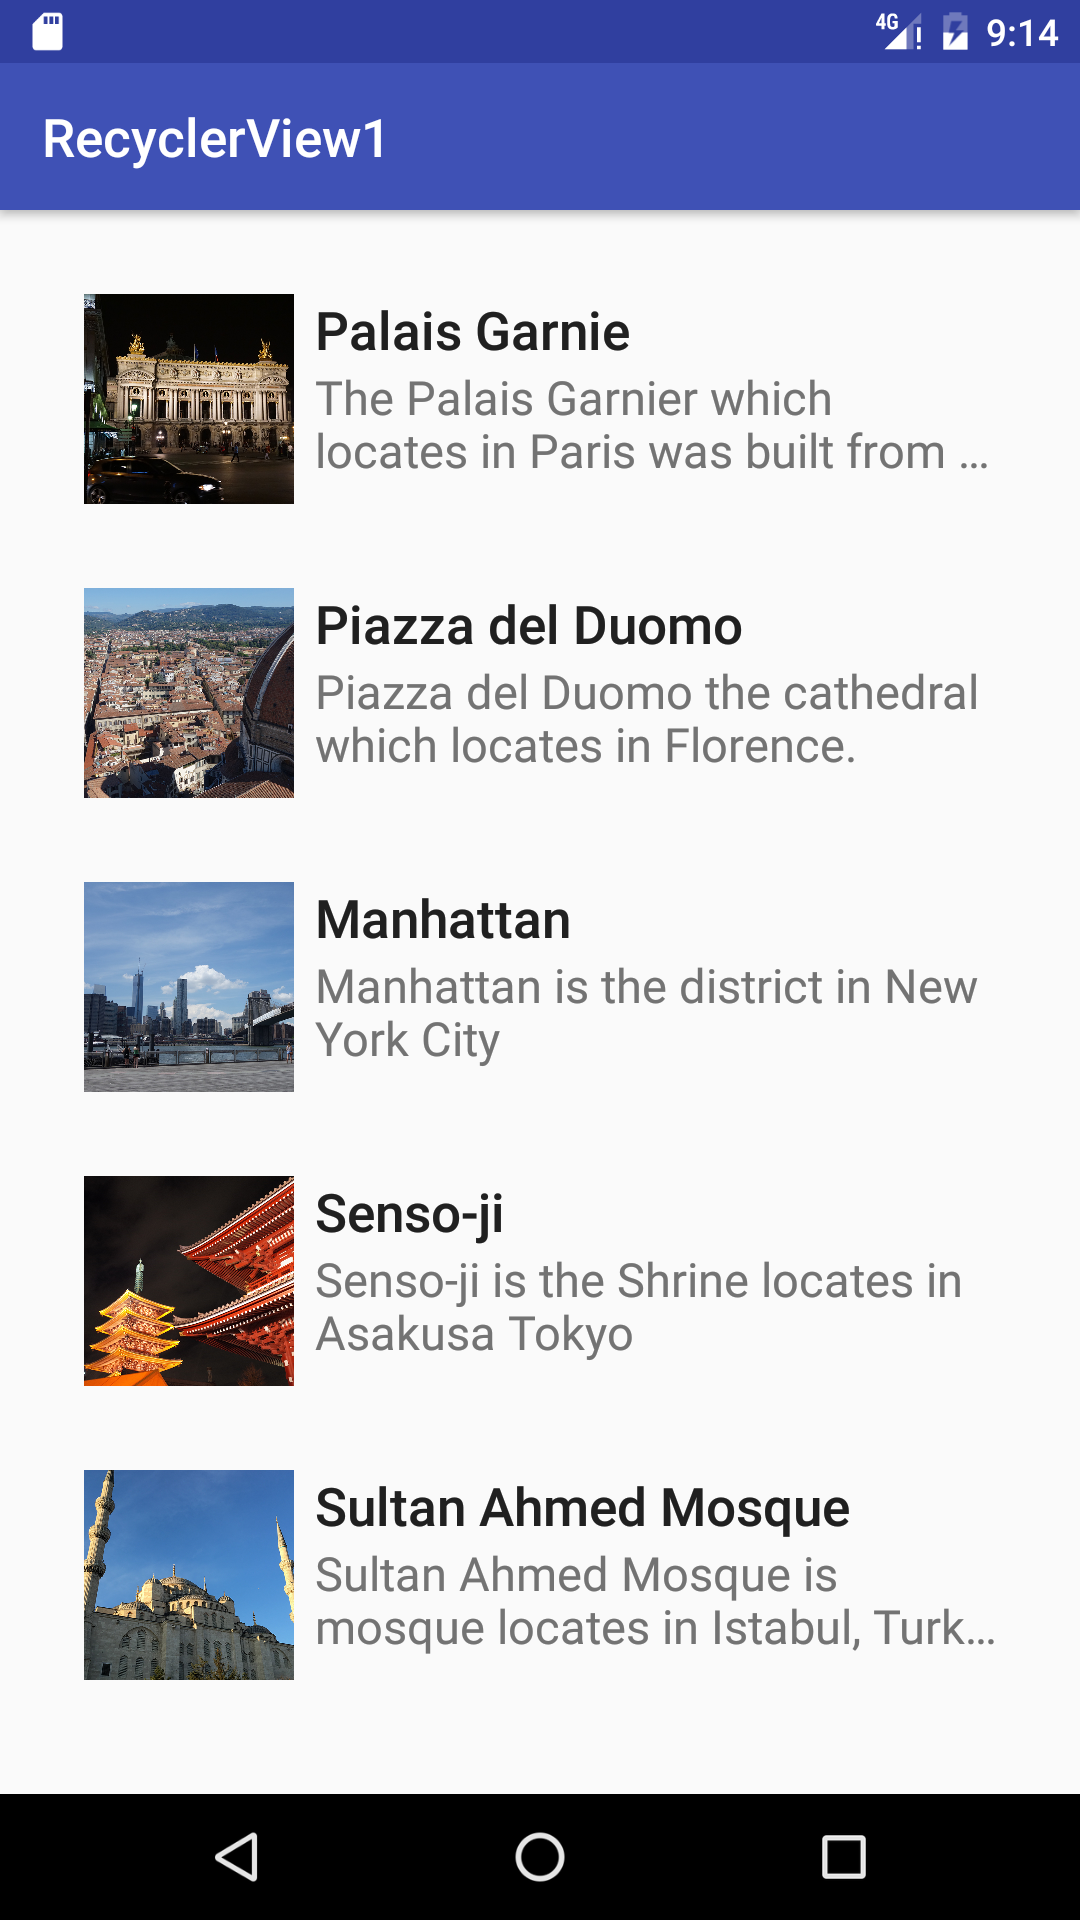 4G 9:14
RecyclerView1
Palais Garnie
The Palais Garnier which
locates in Paris was built from ...
Piazza del Duomo
Piazza del Duomo the cathedral
which locates in Florence.
Manhattan
Manhattan is the district in New
York City
Senso-ji
Senso-ji is the Shrine locates in
Asakusa Tokyo
Sultan Ahmed Mosque
Sultan Ahmed Mosque is
mosque locates in Istabul, Turk...